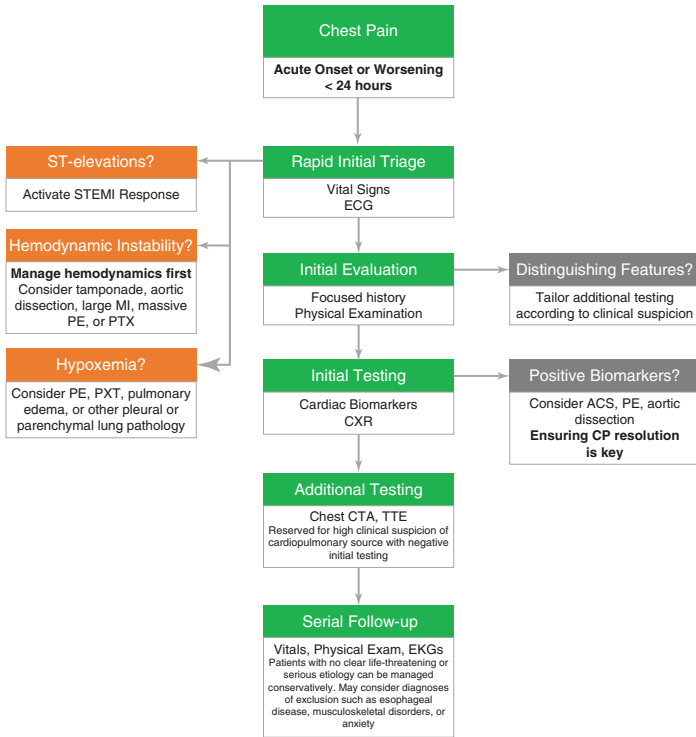 Chest Pain
Acute Onset or Worsening
< 24 hours
ST-elevations?
Activate STEMI Response
Rapid Initial Triage
Vital Signs
ECG
Hemodynamic Instability?
Manage hemodynamics first
Consider tamponade, aortic
dissection, large MI, massive
PE, or PTX
Initial Evaluation
Focused history
Physical Examination
Distinguishing Features?
Tailor additional testing
according to clinical suspicion
Hypoxemia?
Consider PE, PXT, pulmonary
edema, or other pleural or
parenchymal lung pathology
Initial Testing
Cardiac Biomarkers
CXR
Positive Biomarkers?
Consider ACS, PE, aortic
dissection
Ensuring CP resolution
is key
Additional Testing
Chest CTA, TTE
Reserved for high clinical suspicion of
cardiopulmonary source with negative
initial testing
Serial Follow-up
Vitals, Physical Exam, EKGs
Patients with no clear life-threatening or
serious etiology can be managed
conservatively. May consider diagnoses
of exclusion such as esophageal
disease, musculoskeletal disorders, or
anxiety